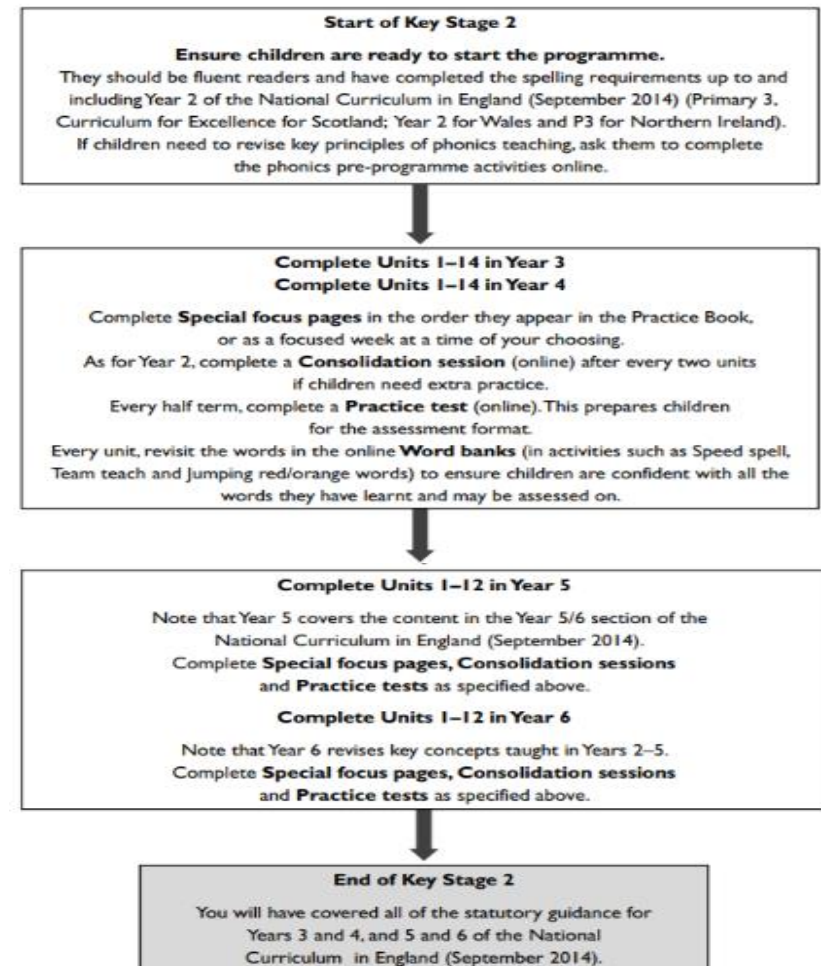 Start of Key Stage 2
Ensure children are ready to start the programme.
They should be fluent readers and have completed the spelling requirements up to and
including Year 2 of the National Curriculum in England (September 2014) (Primary 3,
Curriculum for Excellence for Scotland; Year 2 for Wales and P3 for Northern Ireland).
If children need to revise key principles of phonics teaching, ask them to complete
the phonics pre-programme activities online.
Complete Units 1–14 in Year 3
Complete Units 1–14 in Year 4
Complete Special focus pages in the order they appear in the Practice Book,
or as a focused week at a time of your choosing.
As for Year 2, complete a Consolidation session (online) after every two units
if children need extra practice.
Every half term, complete a Practice test (online). This prepares children
for the assessment format.
Every unit, revisit the words in the online Word banks (in activities such as Speed spell,
Team teach and Jumping red/orange words) to ensure children are confident with all the
words they have learnt and may be assessed on.
Complete Units 1–12 in Year 5
Note that Year 5 covers the content in the Year 5/6 section of the
National Curriculum in England (September 2014).
Complete Special focus pages, Consolidation sessions
and Practice tests as specified above.
Complete Units 1–12 in Year 6
Note that Year 6 revises key concepts taught in Years 2–5.
Complete Special focus pages, Consolidation sessions
and Practice tests as specified above.
End of Key Stage 2
You will have covered all of the statutory guidance for
Years 3 and 4, and 5 and 6 of the National
Curriculum in England (September 2014).